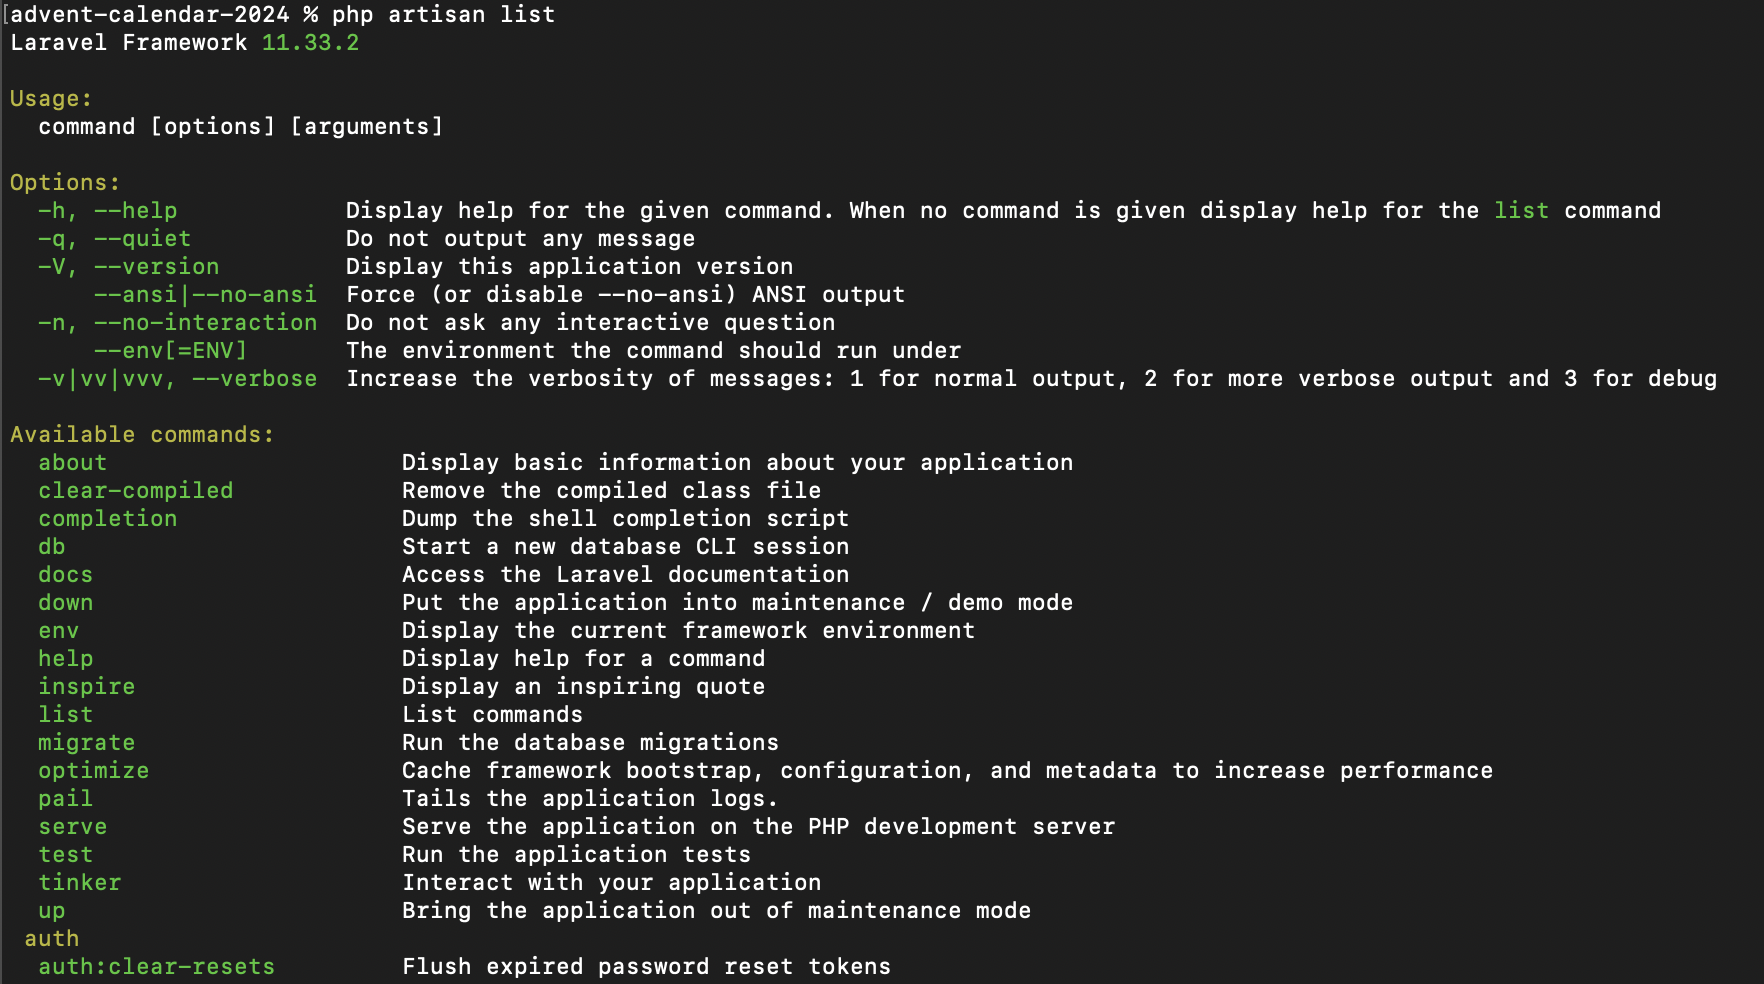 [advent-calendar-2024 % php artisan list
Laravel Framework 11.33.2
Usage:
  command [options] [arguments]
Options:
  -h, --help            Display help for the given command. When no command is given display help for the list command
  -q, --quiet           Do not output any message
  -V, --version         Display this application version
      --ansi|--no-ansi  Force (or disable --no-ansi) ANSI output
  -n, --no-interaction  Do not ask any interactive question
      --env[=ENV]       The environment the command should run under
  -v|vv|vvv, --verbose  Increase the verbosity of messages: 1 for normal output, 2 for more verbose output and 3 for debug
Available commands:
  about                     Display basic information about your application
  clear-compiled            Remove the compiled class file
  completion                Dump the shell completion script
  db                        Start a new database CLI session
  docs                      Access the Laravel documentation
  down                      Put the application into maintenance / demo mode
  env                       Display the current framework environment
  help                      Display help for a command
  inspire                   Display an inspiring quote
  list                      List commands
  migrate                   Run the database migrations
  optimize                  Cache framework bootstrap, configuration, and metadata to increase performance
  pail                      Tails the application logs.
  serve                     Serve the application on the PHP development server
  test                      Run the application tests
  tinker                    Interact with your application
  up                        Bring the application out of maintenance mode
 auth
  auth:clear-resets         Flush expired password reset tokens